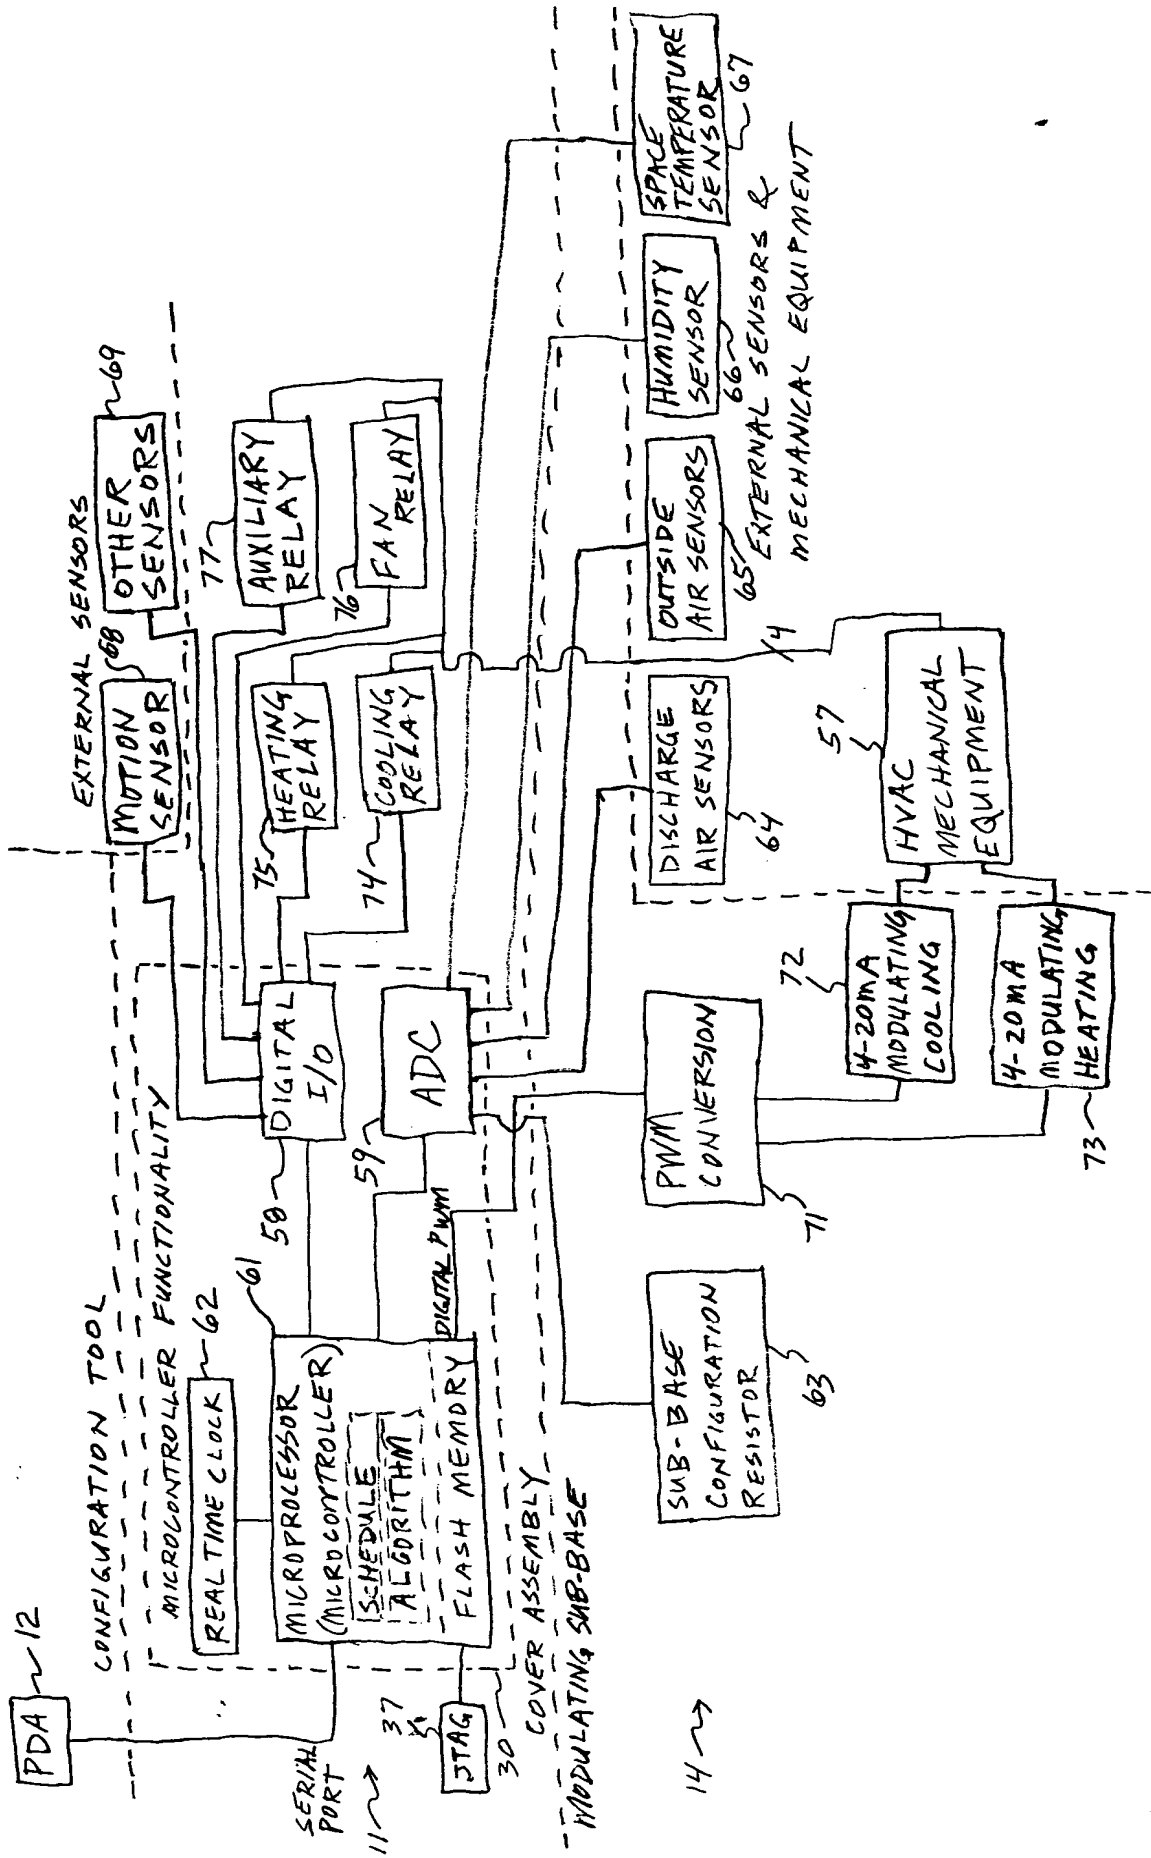 PDA
12
CONFIGURATION TOOL
MICROCONTROLLER FUNCTIONALITY
REAL TIME CLOCK
62
MICROPROCESSOR
(MICROCONTROLLER)
SCHEDULE
ALGORITHM
FLASH MEMORY
61
SERIAL
PORT
11
37
JTAG
30
COVER ASSEMBLY
MODULATING SUB-BASE
14
DIGITAL PWM
58
DIGITAL
I/O
59
ADC
EXTERNAL SENSORS
MOTION
SENSOR
68
OTHER
SENSORS
69
75
HEATING
RELAY
74
COOLING
RELAY
77
AUXILIARY
RELAY
76
FAN
RELAY
SUB-BASE
CONFIGURATION
RESISTOR
63
PWM
CONVERSION
71
72
4-20MA
MODULATING
COOLING
4-20MA
MODULATING
HEATING
73
DISCHARGE
AIR SENSORS
64
OUTSIDE
AIR SENSORS
65
HUMIDITY
SENSOR
66
SPACE
TEMPERATURE
SENSOR
67
EXTERNAL SENSORS &
MECHANICAL EQUIPMENT
4
57
HVAC
MECHANICAL
EQUIPMENT